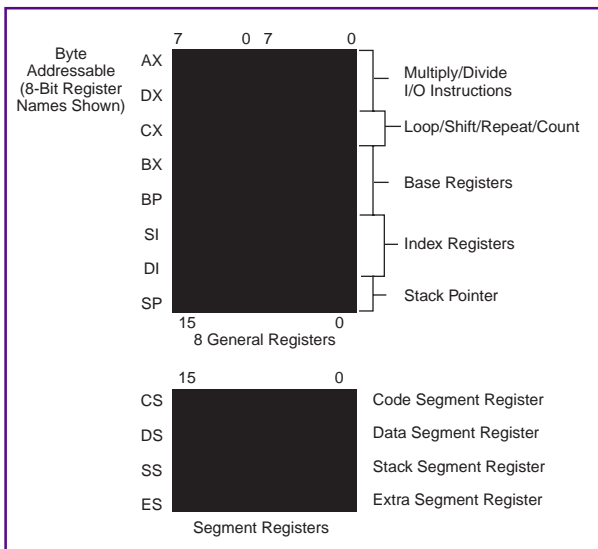 7 0 7 0
Byte
Addressable
(8-Bit Register
Names Shown)
AX
DX
CX
BX
BP
SI
DI
SP
Multiply/Divide
I/O Instructions
Loop/Shift/Repeat/Count
Base Registers
Index Registers
Stack Pointer
15 0
8 General Registers
15 0
CS Code Segment Register
DS Data Segment Register
SS Stack Segment Register
ES Extra Segment Register
Segment Registers